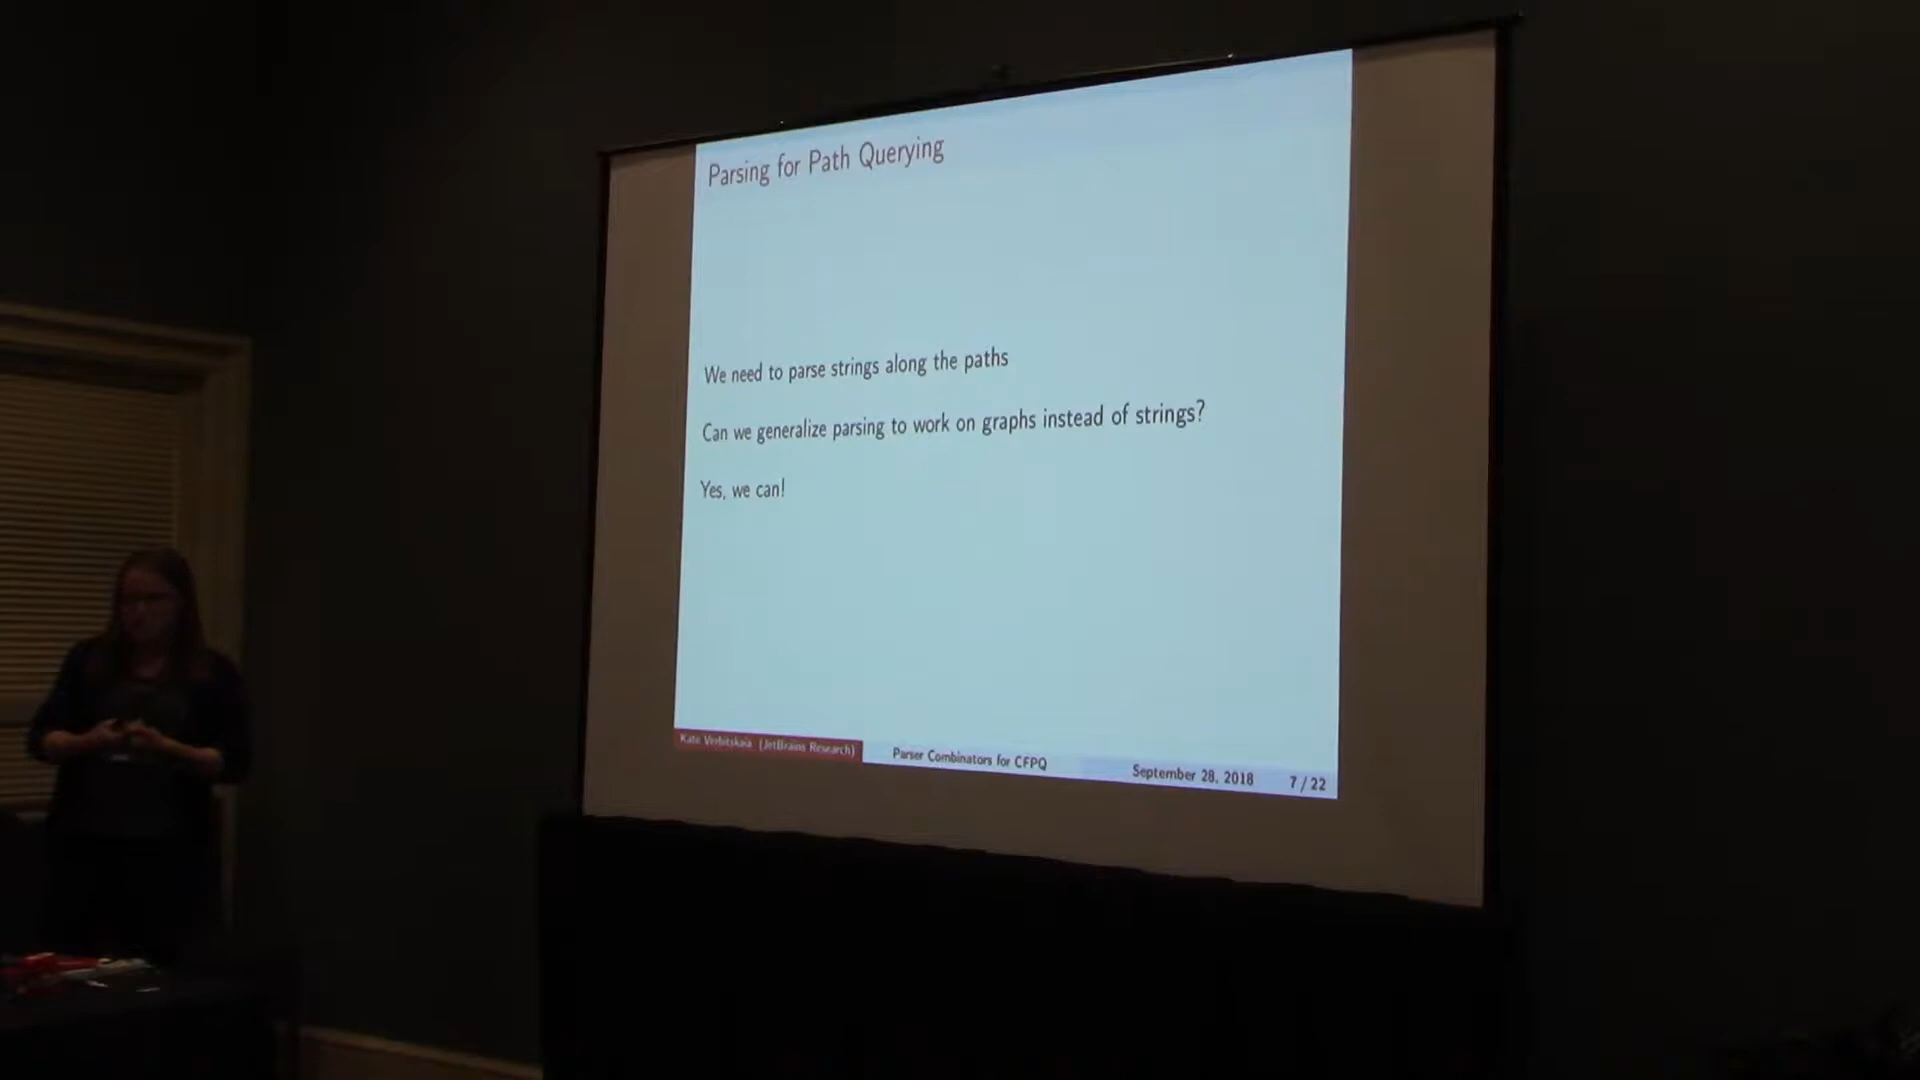 Parsing for Path Querying
We need to parse strings along the paths
Can we generalize parsing to work on graphs instead of strings?
Yes, we can!
Kate Verbitskaia (JetBrains Research)
Parser Combinators for CFPQ
September 28, 2018
7 / 22